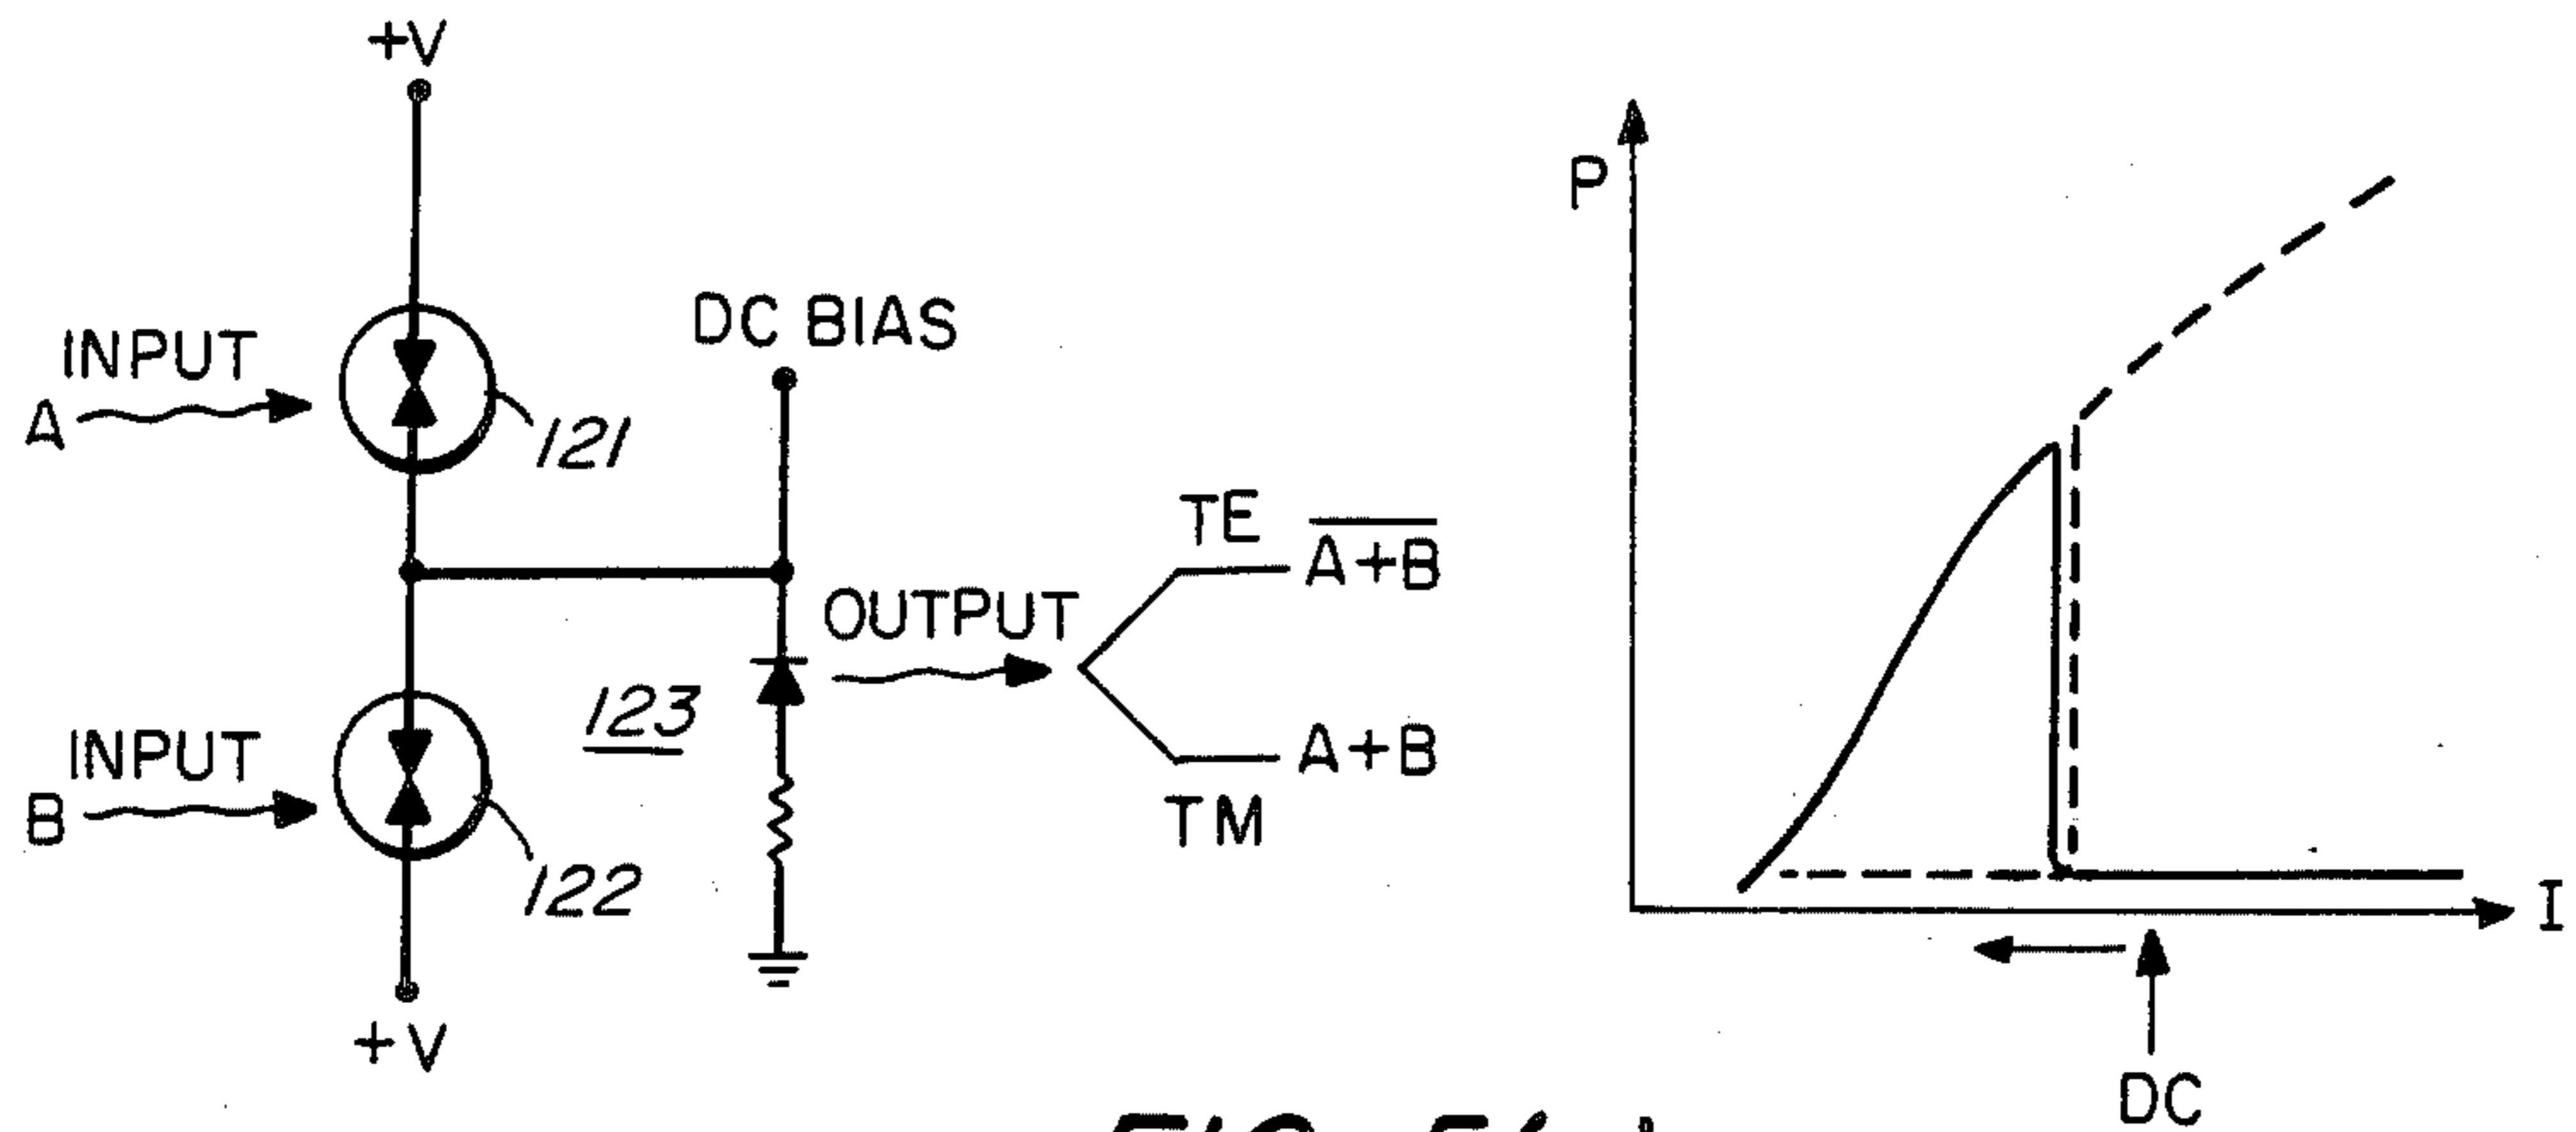 +V
INPUT
A
121
DC BIAS
TE
A+B
OUTPUT
123
INPUT
B
A+B
TM
122
+V
P
I
DC